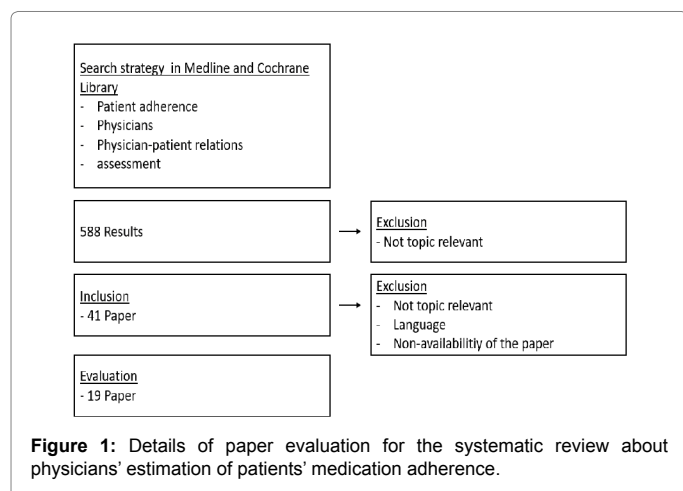 Search strategy in Medline and Cochrane
Library
- Patient adherence
- Physicians
- Physician-patient relations
- assessment
588 Results
Exclusion
- Not topic relevant
Inclusion
- 41 Paper
Exclusion
- Not topic relevant
- Language
- Non-availabilitiy of the paper
Evaluation
- 19 Paper
Figure 1: Details of paper evaluation for the systematic review about
physicians’ estimation of patients’ medication adherence.